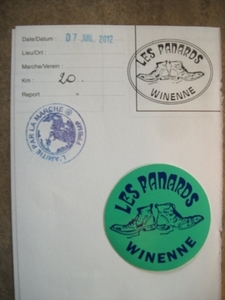 Date/Datum : 07 JUIL. 2012
Lieu/Ort :
Marche/Verein :
Km : 20.
Report : -
LES PANARDS
WINENNE
L'AMITIE PAR LA MARCHE
LES PANARDS
WINENNE